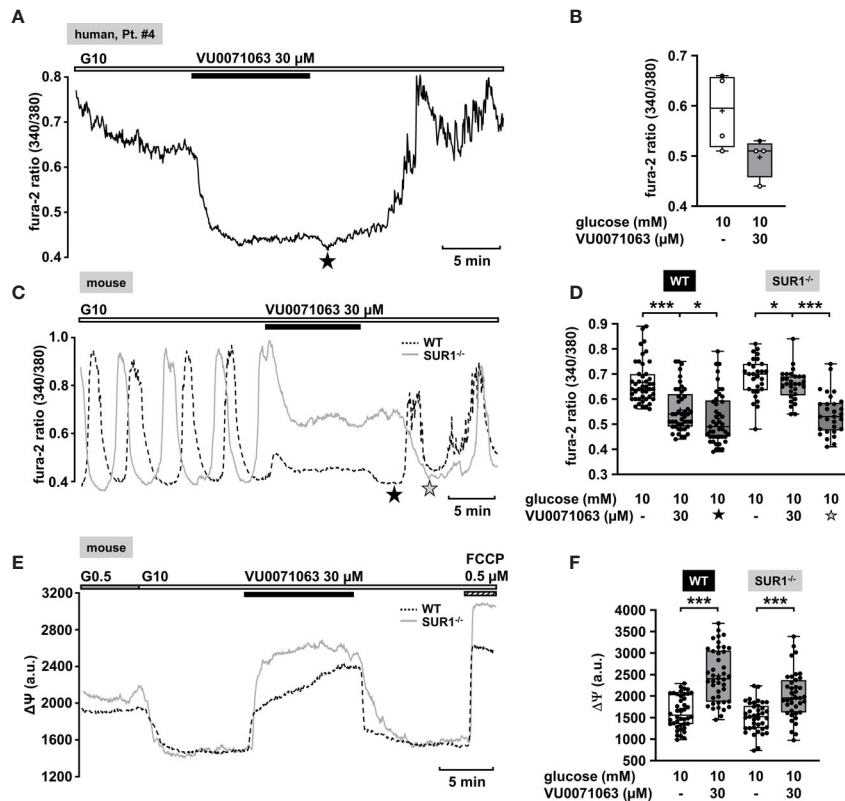 A
human, Pt. #4
G10
VU0071063 30 µM
fura-2 ratio (340/380)
0.8
0.7
0.6
0.5
0.4
5 min
B
fura-2 ratio (340/380)
0.7
0.6
0.5
0.4
glucose (mM) 10 10
VU0071063 (µM) - 30
C
mouse
G10
VU0071063 30 µM
fura-2 ratio (340/380)
1.0
0.8
0.6
0.4
WT
SUR1-/-
5 min
D
WT
SUR1-/-
*** * * ***
fura-2 ratio (340/380)
0.9
0.8
0.7
0.6
0.5
0.4
0.3
glucose (mM) 10 10 10 10 10 10
VU0071063 (µM) - 30 ★ - 30 ☆
E
mouse
G0.5
G10
VU0071063 30 µM
FCCP
0.5 µM
ΔΨ (a.u.)
3200
2800
2400
2000
1600
1200
WT
SUR1-/-
5 min
F
WT
SUR1-/-
*** ***
ΔΨ (a.u.)
4000
3500
3000
2500
2000
1500
1000
500
glucose (mM) 10 10 10 10
VU0071063 (µM) - 30 - 30